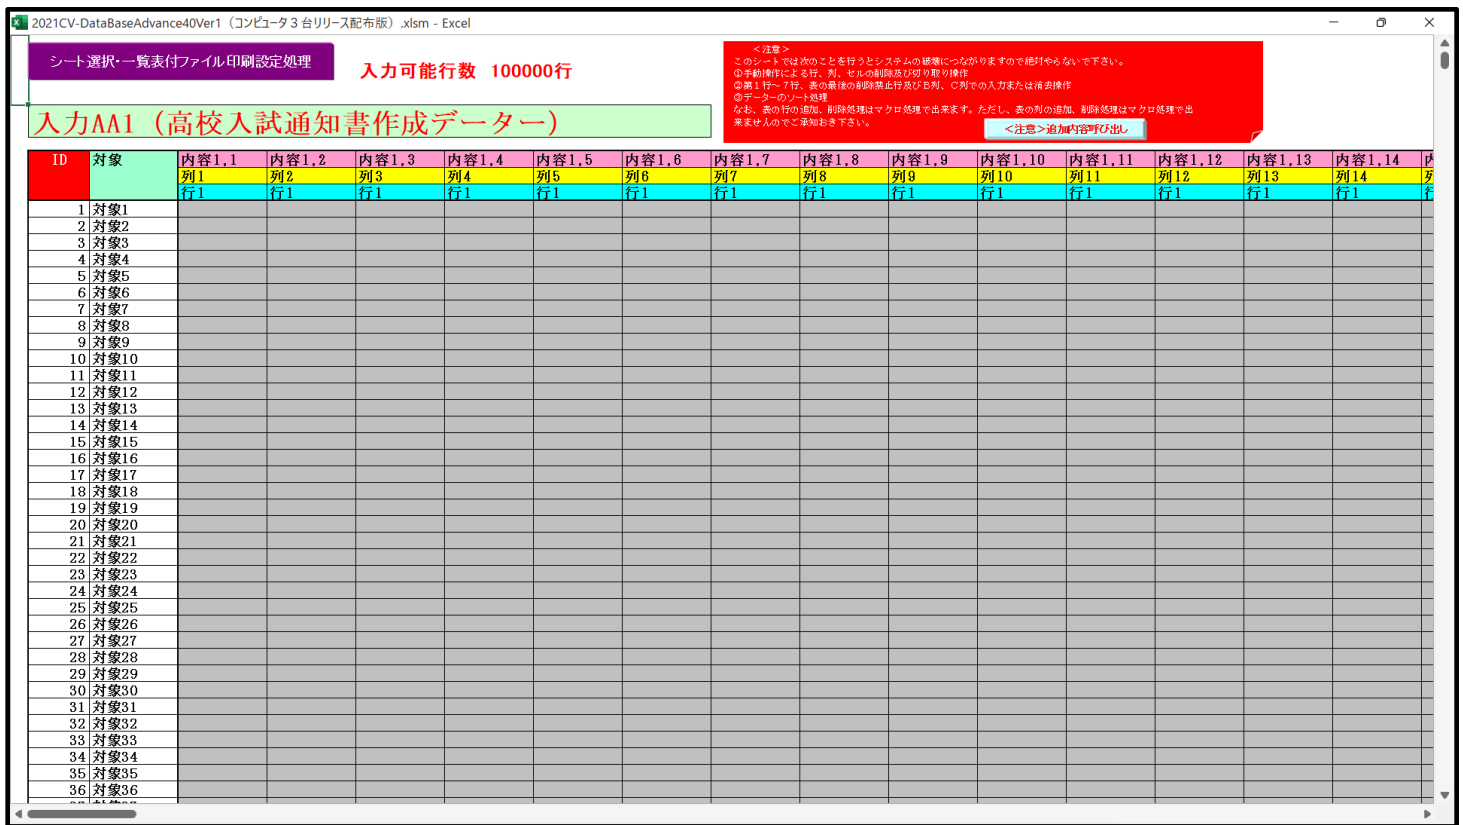 2021CV-DataBaseAdvance40Ver1（コンピュータ３台リリース配布版）.xlsm - Excel
シート選択・一覧表付ファイル印刷設定処理
入力可能行数 100000行
＜注意＞
このシートでは次のことを行うとシステムの破壊につながりますので絶対やらないで下さい。
①手動操作による行、列、セルの削除及び切り取り操作
②第１行～７行、表の最後の削除禁止行及びＢ列、Ｃ列での入力または消去操作
③データーのソート処理
なお、表の行の追加、削除処理はマクロ処理で出来ます。ただし、表の列の追加、削除処理はマクロ処理で出
来ませんのでご承知おき下さい。
＜注意＞追加内容呼び出し
入力AA1（高校入試通知書作成データー）
ID 対象 内容1,1 内容1,2 内容1,3 内容1,4 内容1,5 内容1,6 内容1,7 内容1,8 内容1,9 内容1,10 内容1,11 内容1,12 内容1,13 内容1,14
列1 列2 列3 列4 列5 列6 列7 列8 列9 列10 列11 列12 列13 列14
行1 行1 行1 行1 行1 行1 行1 行1 行1 行1 行1 行1 行1 行1
1 対象1
2 対象2
3 対象3
4 対象4
5 対象5
6 対象6
7 対象7
8 対象8
9 対象9
10 対象10
11 対象11
12 対象12
13 対象13
14 対象14
15 対象15
16 対象16
17 対象17
18 対象18
19 対象19
20 対象20
21 対象21
22 対象22
23 対象23
24 対象24
25 対象25
26 対象26
27 対象27
28 対象28
29 対象29
30 対象30
31 対象31
32 対象32
33 対象33
34 対象34
35 対象35
36 対象36